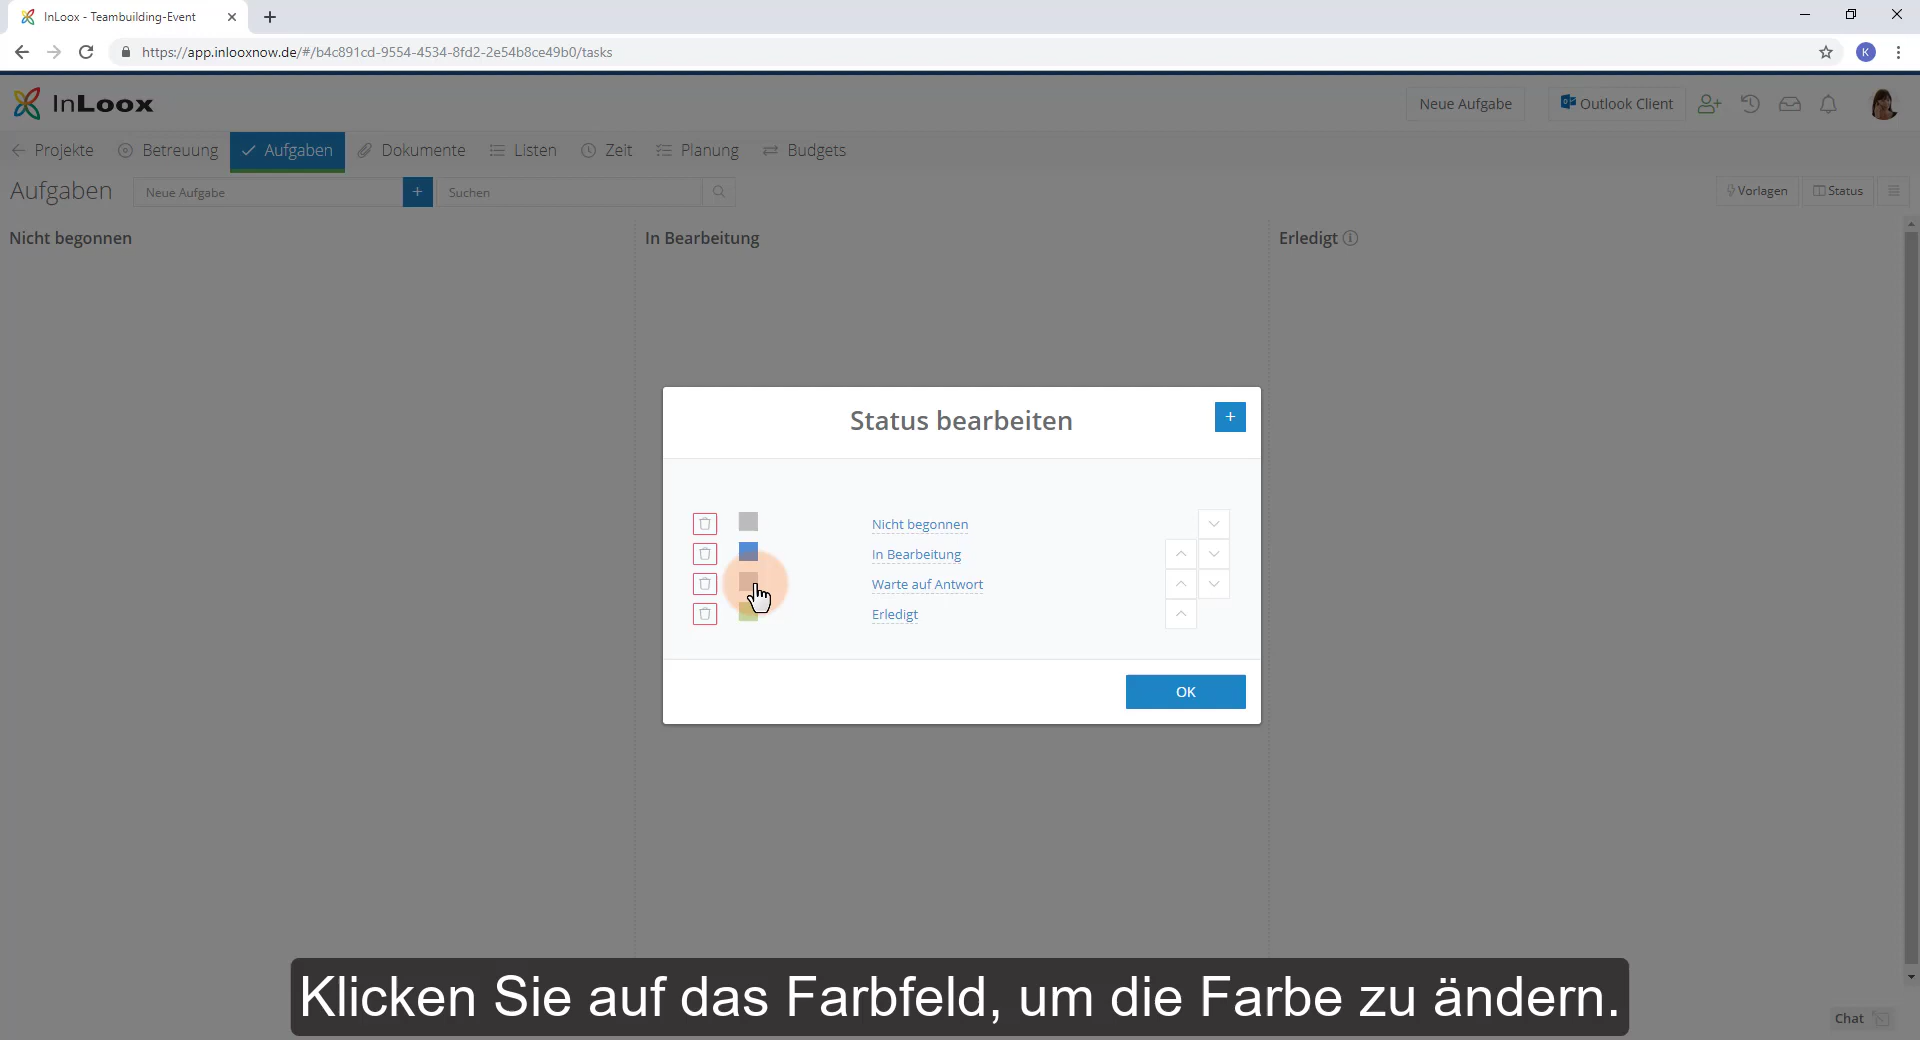 InLoox - Teambuilding-Event
https://app.inlooxnow.de/#/b4c891cd-9554-4534-8fd2-2e54b8ce49b0/tasks
K
InLoox
Neue Aufgabe
Outlook Client
Projekte
Betreuung
Aufgaben
Dokumente
Listen
Zeit
Planung
Budgets
Aufgaben
Neue Aufgabe
+
Suchen
Vorlagen
Status
Nicht begonnen
In Bearbeitung
Erledigt
Status bearbeiten
+
Nicht begonnen
In Bearbeitung
Warte auf Antwort
Erledigt
OK
Klicken Sie auf das Farbfeld, um die Farbe zu ändern.
Chat